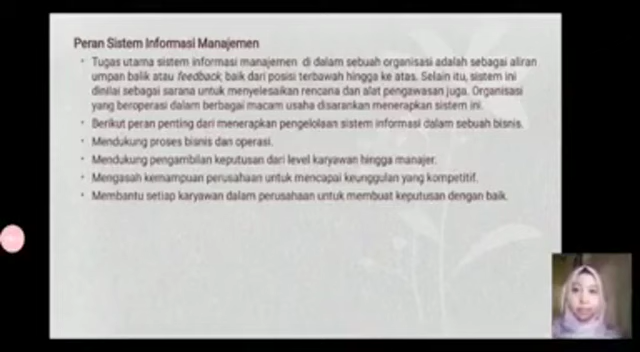 Peran Sistem Informasi Manajemen
Tugas utama sistem informasi manajemen di dalam sebuah organisasi adalah sebagai aliran
umpan balik atau feedback, baik dari posisi terbawah hingga ke atas. Selain itu, sistem ini
dinilai sebagai sarana untuk menyelesaikan rencana dan alat pengawasan juga. Organisasi
yang beroperasi dalam berbagai macam usaha disarankan menerapkan sistem ini.
Berikut peran penting dari menerapkan pengelolaan sistem informasi dalam sebuah bisnis.
Mendukung proses bisnis dan operasi.
Mendukung pengambilan keputusan dari level karyawan hingga manajer.
Mengasah kemampuan perusahaan untuk mencapai keunggulan yang kompetitif.
Membantu setiap karyawan dalam perusahaan untuk membuat keputusan dengan baik.